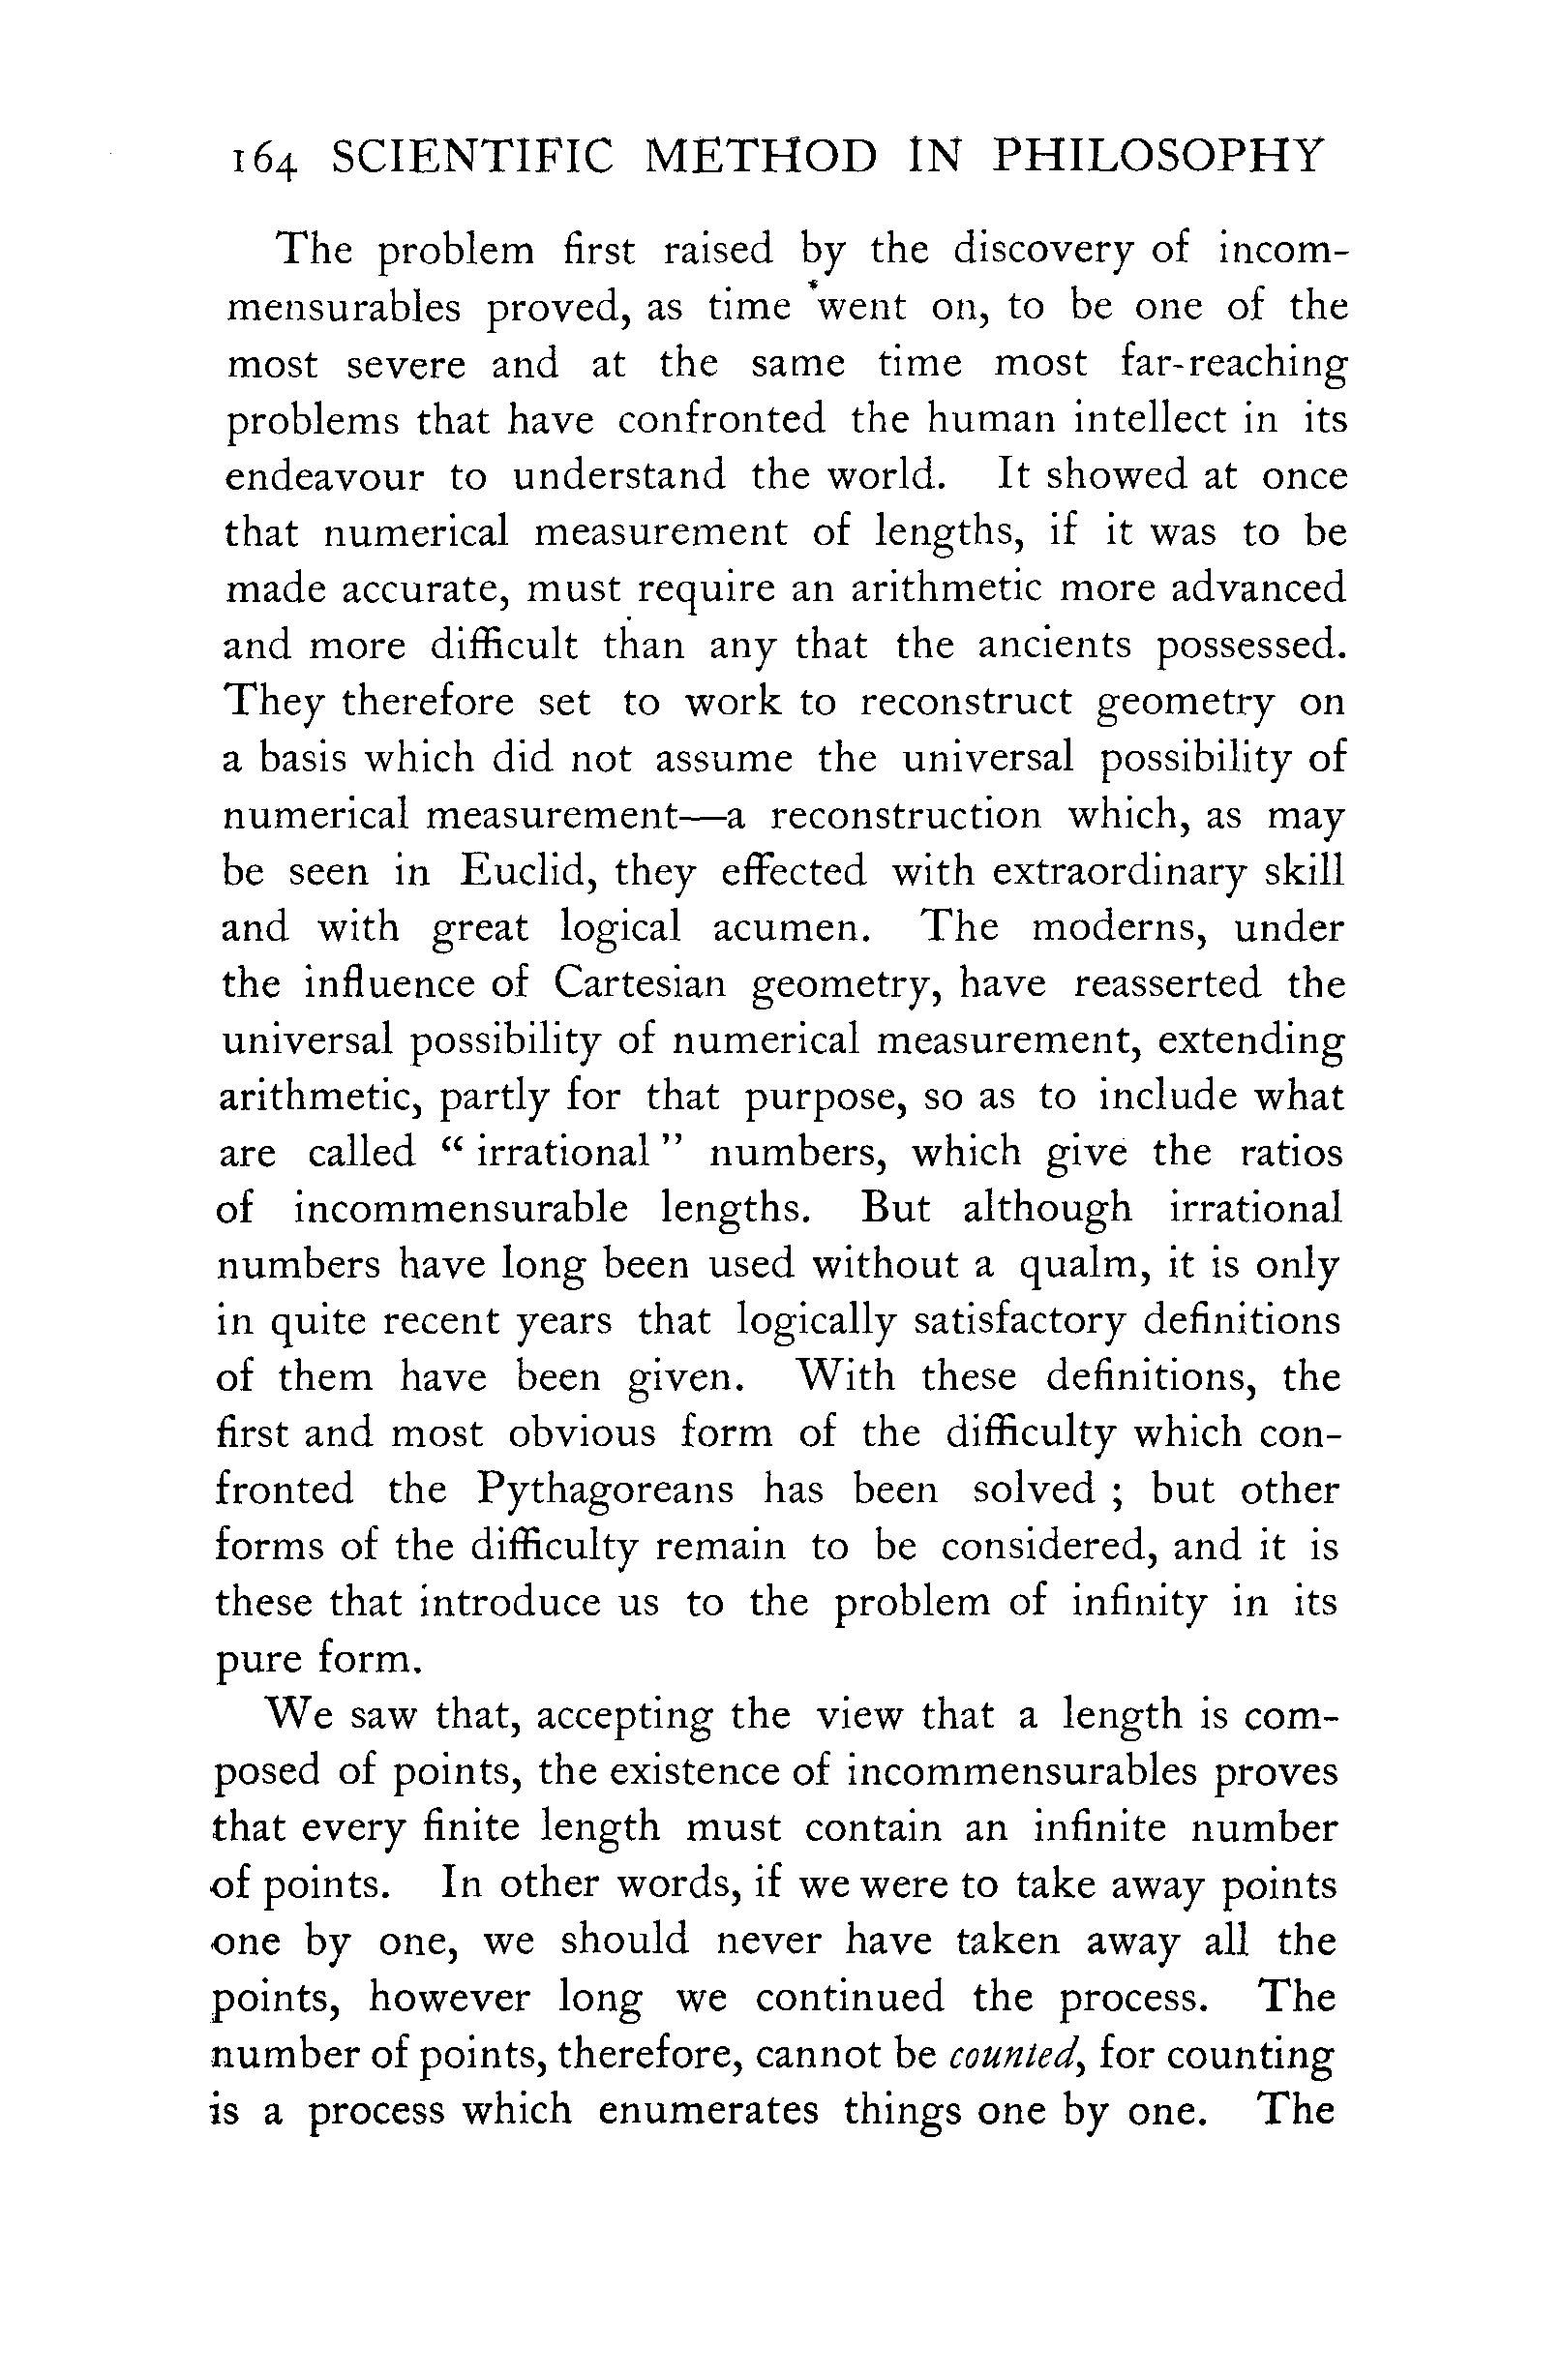 164 SCIENTIFIC METHOD IN PHILOSOPHY
The problem first raised by the discovery of incom-
mensurables proved, as time went on, to be one of the
most severe and at the same time most far-reaching
problems that have confronted the human intellect in its
endeavour to understand the world. It showed at once
that numerical measurement of lengths, if it was to be
made accurate, must require an arithmetic more advanced
and more difficult than any that the ancients possessed.
They therefore set to work to reconstruct geometry on
a basis which did not assume the universal possibility of
numerical measurement—a reconstruction which, as may
be seen in Euclid, they effected with extraordinary skill
and with great logical acumen. The moderns, under
the influence of Cartesian geometry, have reasserted the
universal possibility of numerical measurement, extending
arithmetic, partly for that purpose, so as to include what
are called “ irrational ” numbers, which give the ratios
of incommensurable lengths. But although irrational
numbers have long been used without a qualm, it is only
in quite recent years that logically satisfactory definitions
of them have been given. With these definitions, the
first and most obvious form of the difficulty which con-
fronted the Pythagoreans has been solved ; but other
forms of the difficulty remain to be considered, and it is
these that introduce us to the problem of infinity in its
pure form.
We saw that, accepting the view that a length is com-
posed of points, the existence of incommensurables proves
that every finite length must contain an infinite number
of points. In other words, if we were to take away points
one by one, we should never have taken away all the
points, however long we continued the process. The
number of points, therefore, cannot be counted, for counting
is a process which enumerates things one by one. The